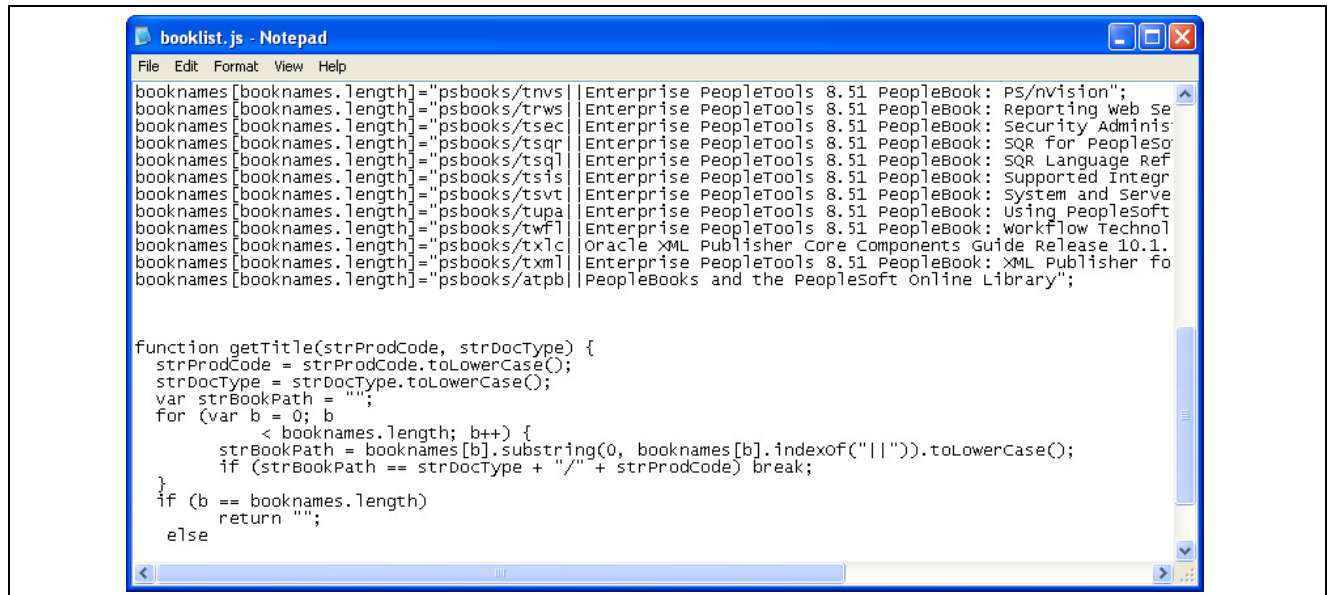 booklist.js - Notepad
File Edit Format View Help
booknames[booknames.length]="psbooks/tnvs||Enterprise PeopleTools 8.51 PeopleBook: PS/nVision";
booknames[booknames.length]="psbooks/trws||Enterprise PeopleTools 8.51 PeopleBook: Reporting Web Se
booknames[booknames.length]="psbooks/tsec||Enterprise PeopleTools 8.51 PeopleBook: Security Adminis
booknames[booknames.length]="psbooks/tsqr||Enterprise PeopleTools 8.51 PeopleBook: SQR for PeopleSo
booknames[booknames.length]="psbooks/tsql||Enterprise PeopleTools 8.51 PeopleBook: SQR Language Ref
booknames[booknames.length]="psbooks/tsis||Enterprise PeopleTools 8.51 PeopleBook: Supported Integr
booknames[booknames.length]="psbooks/tsvt||Enterprise PeopleTools 8.51 PeopleBook: System and Serve
booknames[booknames.length]="psbooks/tupa||Enterprise PeopleTools 8.51 PeopleBook: Using PeopleSoft
booknames[booknames.length]="psbooks/twfl||Enterprise PeopleTools 8.51 PeopleBook: Workflow Technol
booknames[booknames.length]="psbooks/txlc||Oracle XML Publisher Core Components Guide Release 10.1.
booknames[booknames.length]="psbooks/txml||Enterprise PeopleTools 8.51 PeopleBook: XML Publisher fo
booknames[booknames.length]="psbooks/atpb||PeopleBooks and the PeopleSoft Online Library";
function getTitle(strProdCode, strDocType) {
strProdCode = strProdCode.toLowerCase();
strDocType = strDocType.toLowerCase();
var strBookPath = "";
for (var b = 0; b
< booknames.length; b++) {
strBookPath = booknames[b].substring(0, booknames[b].indexOf("||")).toLowerCase();
if (strBookPath == strDocType + "/" + strProdCode) break;
}
if (b == booknames.length)
return "";
else